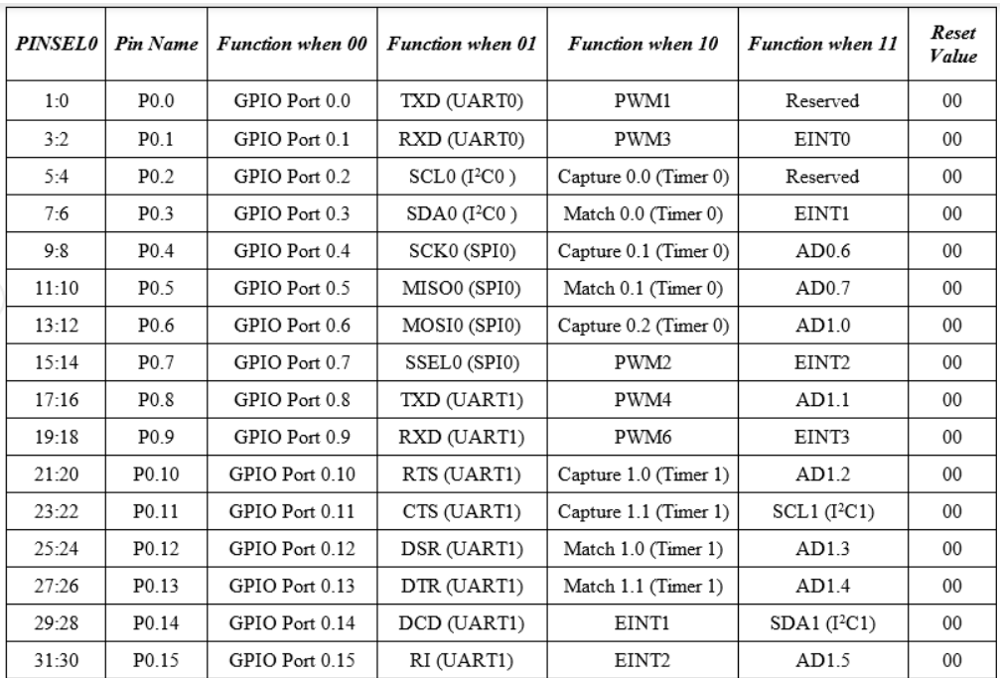 PINSEL0 Pin Name Function when 00 Function when 01 Function when 10 Function when 11 Reset Value
1:0 P0.0 GPIO Port 0.0 TXD (UART0) PWM1 Reserved 00
3:2 P0.1 GPIO Port 0.1 RXD (UART0) PWM3 EINT0 00
5:4 P0.2 GPIO Port 0.2 SCL0 (I²C0 ) Capture 0.0 (Timer 0) Reserved 00
7:6 P0.3 GPIO Port 0.3 SDA0 (I²C0 ) Match 0.0 (Timer 0) EINT1 00
9:8 P0.4 GPIO Port 0.4 SCK0 (SPI0) Capture 0.1 (Timer 0) AD0.6 00
11:10 P0.5 GPIO Port 0.5 MISO0 (SPI0) Match 0.1 (Timer 0) AD0.7 00
13:12 P0.6 GPIO Port 0.6 MOSI0 (SPI0) Capture 0.2 (Timer 0) AD1.0 00
15:14 P0.7 GPIO Port 0.7 SSEL0 (SPI0) PWM2 EINT2 00
17:16 P0.8 GPIO Port 0.8 TXD (UART1) PWM4 AD1.1 00
19:18 P0.9 GPIO Port 0.9 RXD (UART1) PWM6 EINT3 00
21:20 P0.10 GPIO Port 0.10 RTS (UART1) Capture 1.0 (Timer 1) AD1.2 00
23:22 P0.11 GPIO Port 0.11 CTS (UART1) Capture 1.1 (Timer 1) SCL1 (I²C1) 00
25:24 P0.12 GPIO Port 0.12 DSR (UART1) Match 1.0 (Timer 1) AD1.3 00
27:26 P0.13 GPIO Port 0.13 DTR (UART1) Match 1.1 (Timer 1) AD1.4 00
29:28 P0.14 GPIO Port 0.14 DCD (UART1) EINT1 SDA1 (I²C1) 00
31:30 P0.15 GPIO Port 0.15 RI (UART1) EINT2 AD1.5 00